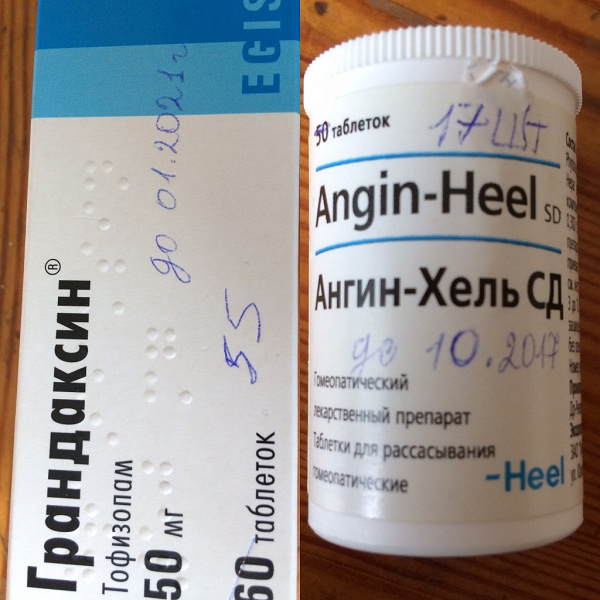 EGIS
до 01.2021г
55
Грандаксин®
Тофизопам
50 мг
60 таблеток
50 таблеток
17 ШТ
Angin-Heel SD
Ангин-Хель СД
до 10.2017
Гомеопатический
лекарственный препарат
Таблетки для рассасывания
гомеопатические
-Heel